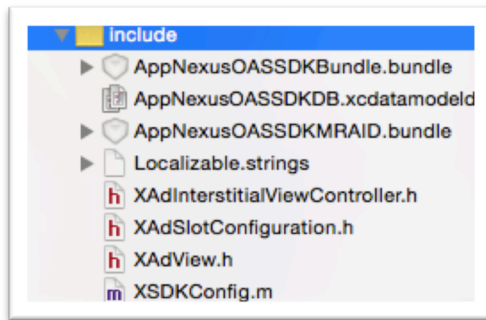 include
AppNexusOASSDKBundle.bundle
AppNexusOASSDKDB.xcdatamodeld
AppNexusOASSDKMRAID.bundle
Localizable.strings
h XAdInterstitialViewController.h
h XAdSlotConfiguration.h
h XAdView.h
m XSDKConfig.m